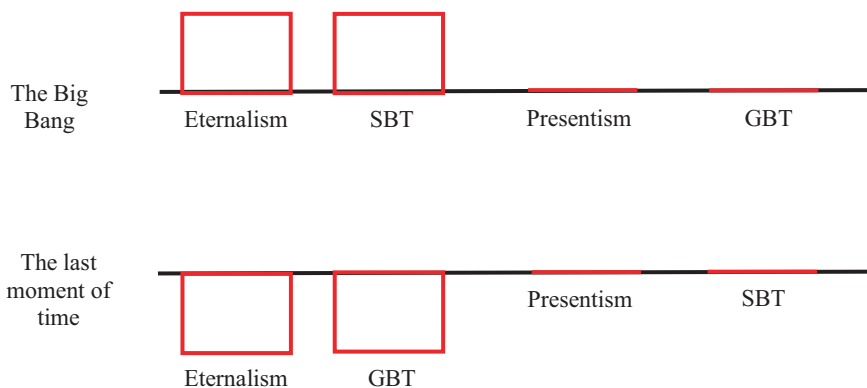 The Big
Bang
Eternalism SBT Presentism GBT
The last
moment of
time
Presentism SBT
Eternalism GBT